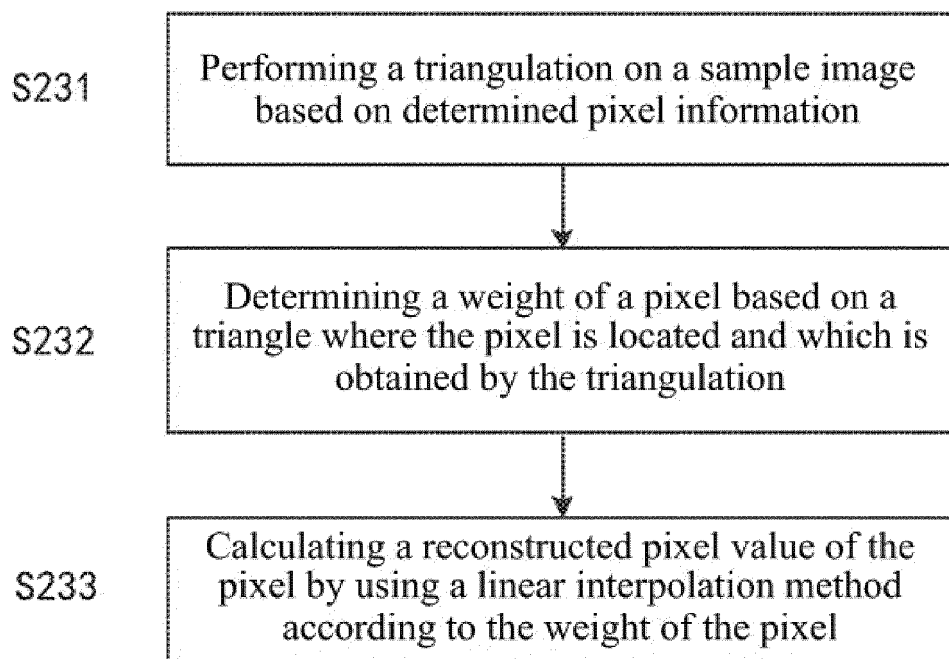 S231
Performing a triangulation on a sample image
based on determined pixel information
S232
Determining a weight of a pixel based on a
triangle where the pixel is located and which is
obtained by the triangulation
S233
Calculating a reconstructed pixel value of the
pixel by using a linear interpolation method
according to the weight of the pixel